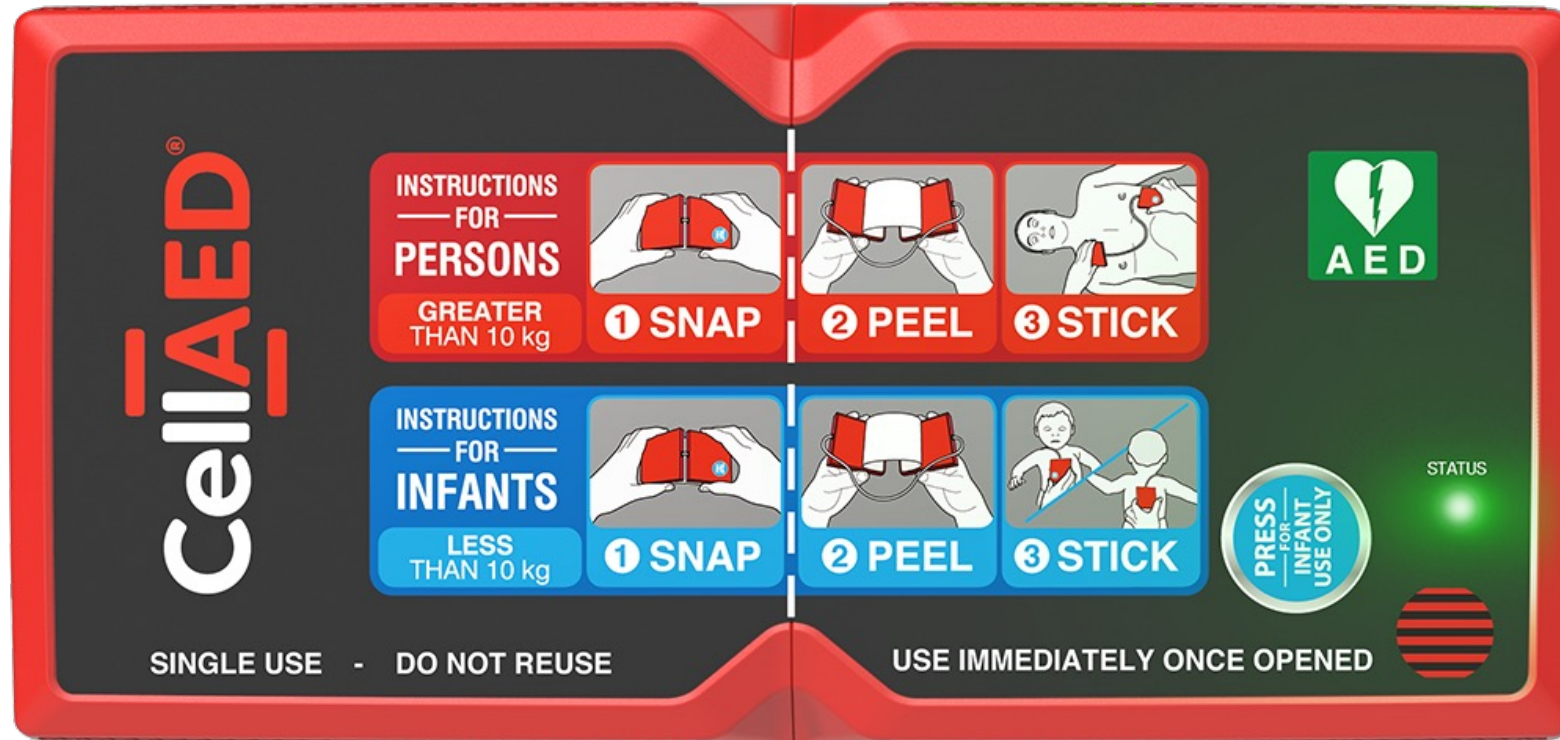 CellAED®
INSTRUCTIONS
FOR
PERSONS
GREATER
THAN 10 kg
1 SNAP
2 PEEL
3 STICK
AED
INSTRUCTIONS
FOR
INFANTS
LESS
THAN 10 kg
1 SNAP
2 PEEL
3 STICK
PRESS
FOR
INFANT
USE ONLY
STATUS
SINGLE USE - DO NOT REUSE
USE IMMEDIATELY ONCE OPENED